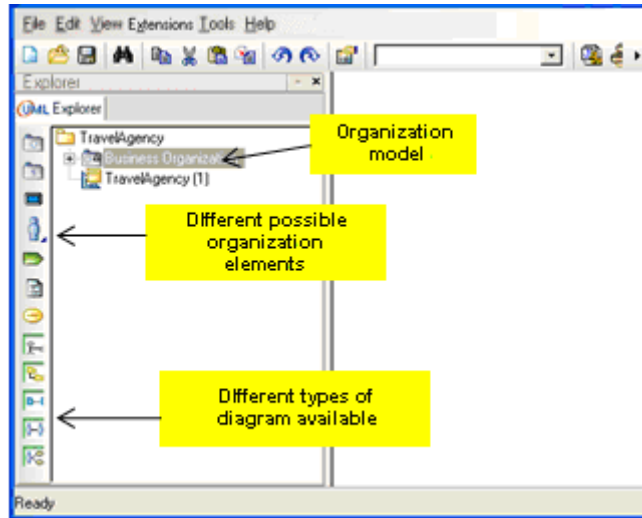 File Edit View Extensions Tools Help
Explorer
UML Explorer
TravelAgency
Business Organizat
TravelAgency (1)
Organization
model
DIfferent possible
organization
elements
DIfferent types of
diagram available
Ready